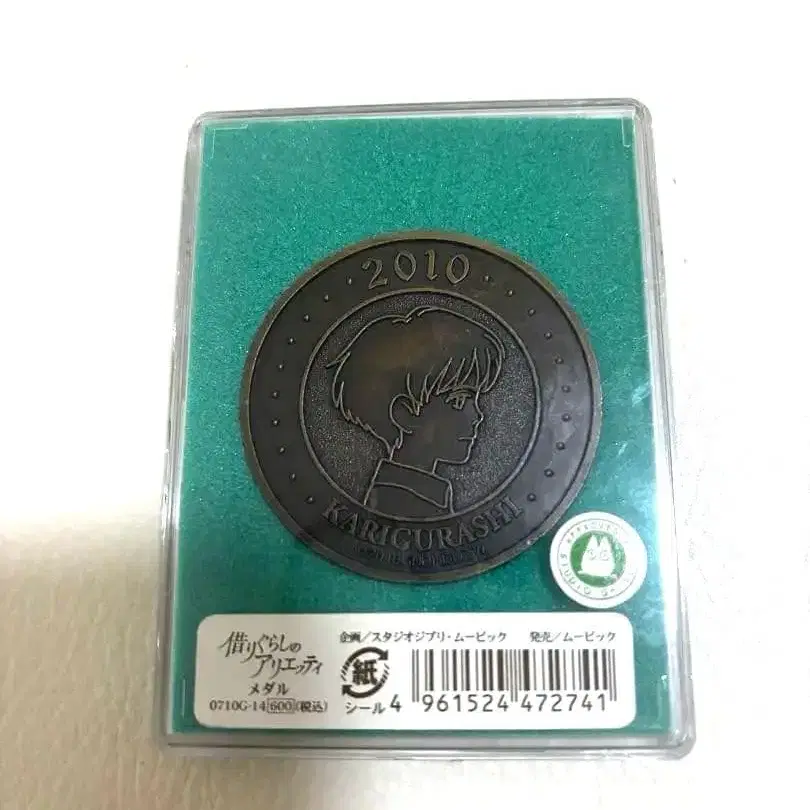 2010
KARIGURASHI
APPROVED
STUDIO
借りぐらしの
アリエッティ
メダル
0710G-14 600(税込)
企画/スタジオジブリ・ムービック 発売/ムービック
紙
シール
4 961524 472741